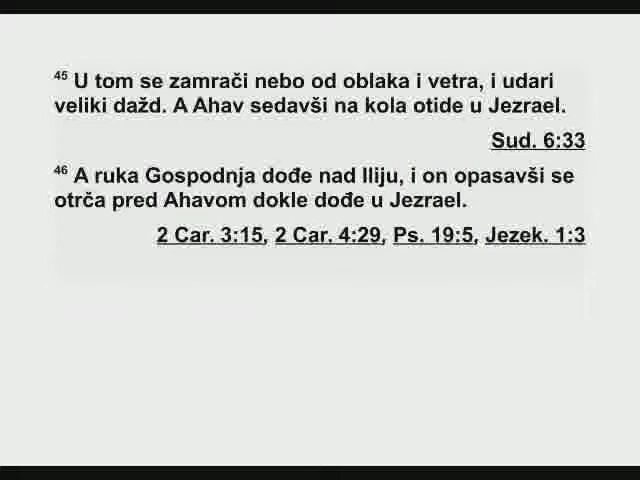 45 U tom se zamrači nebo od oblaka i vetra, i udari
veliki dažd. A Ahav sedavši na kola otide u Jezrael.
Sud. 6:33
46 A ruka Gospodnja dođe nad Iliju, i on opasavši se
otrča pred Ahavom dokle dođe u Jezrael.
2 Car. 3:15, 2 Car. 4:29, Ps. 19:5, Jezek. 1:3